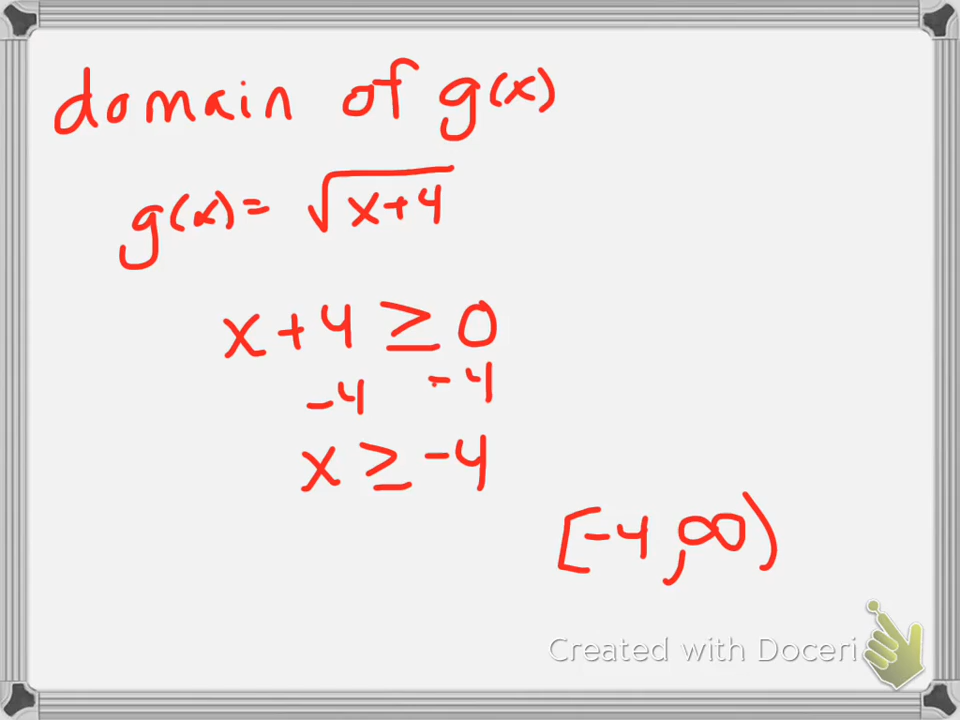 domain of g(x)
g(x) = √x+4
x + 4 ≥ 0
-4 -4
x ≥ -4
[-4, ∞)
Created with Doceri